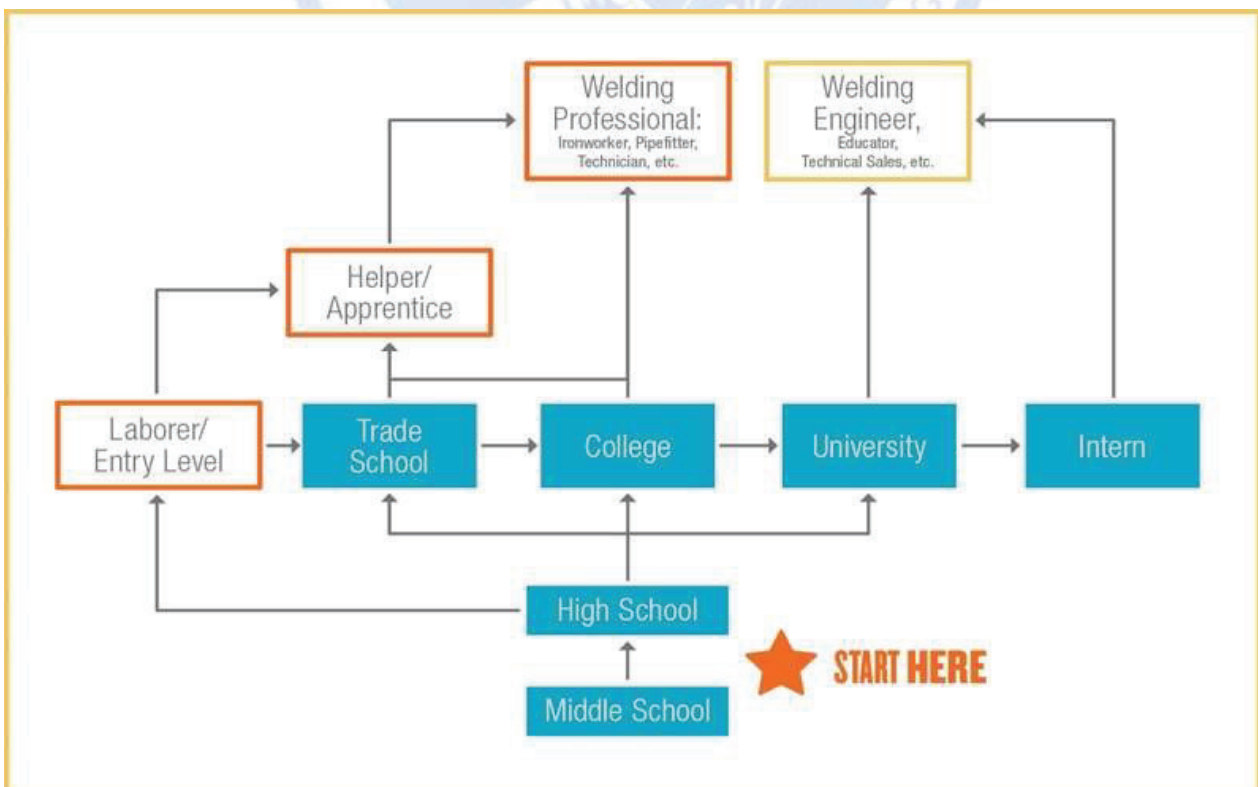 Welding
Professional:
Ironworker, Pipefitter,
Technician, etc.
Welding
Engineer,
Educator,
Technical Sales, etc.
Helper/
Apprentice
Laborer/
Entry Level
Trade
School
College
University
Intern
High School
START HERE
Middle School